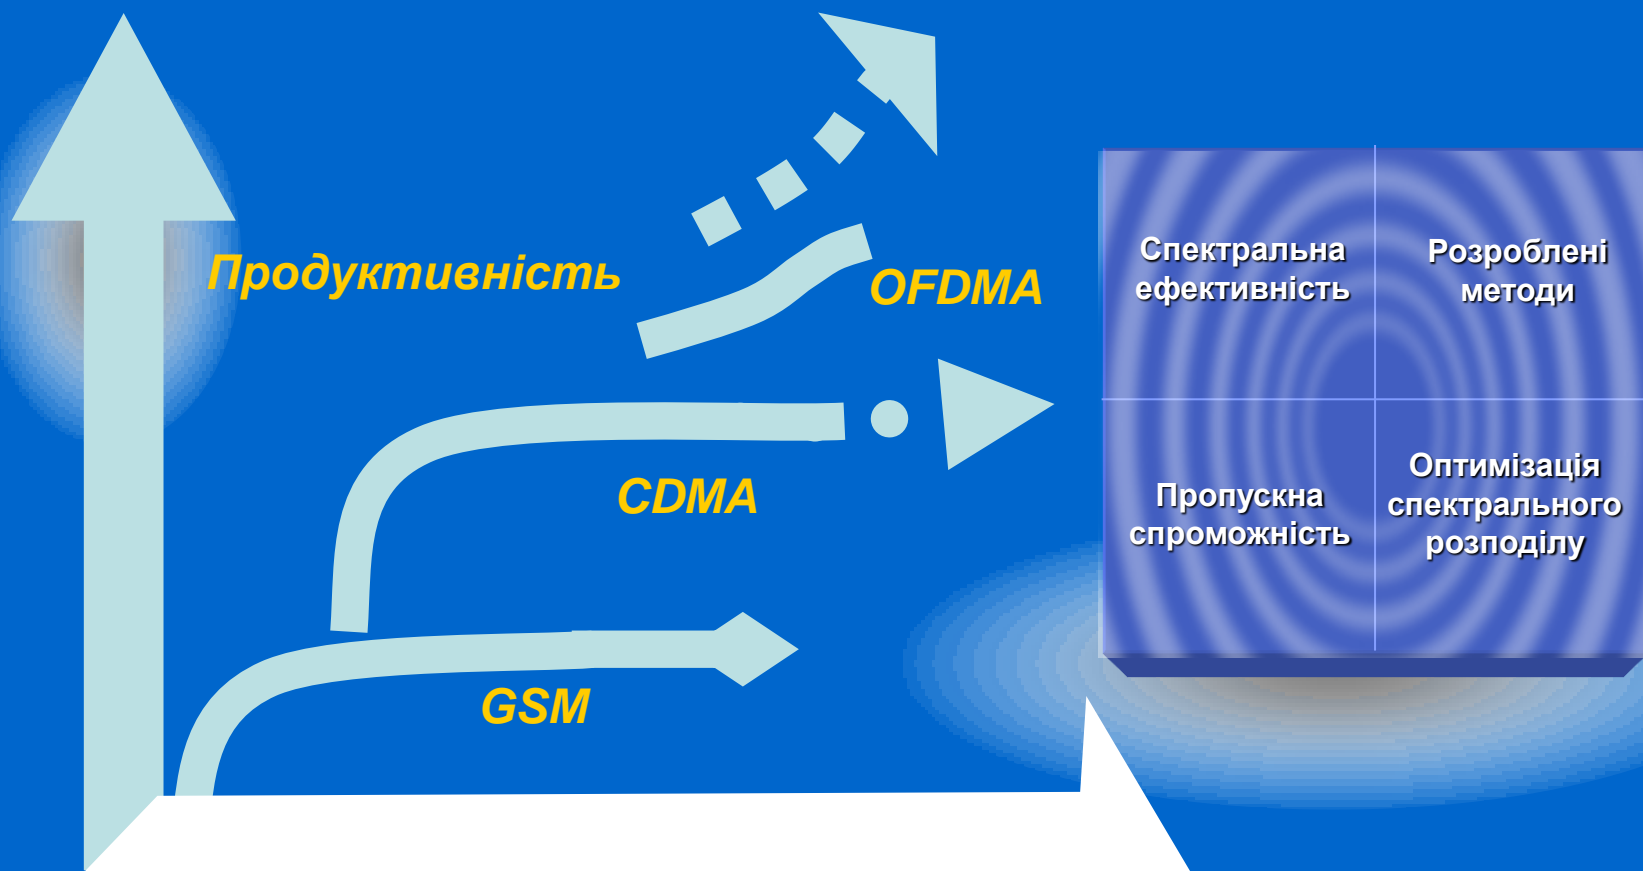 Продуктивність
OFDMA
CDMA
GSM
Спектральна
ефективність
Розроблені
методи
Пропускна
спроможність
Оптимізація
спектрального
розподілу